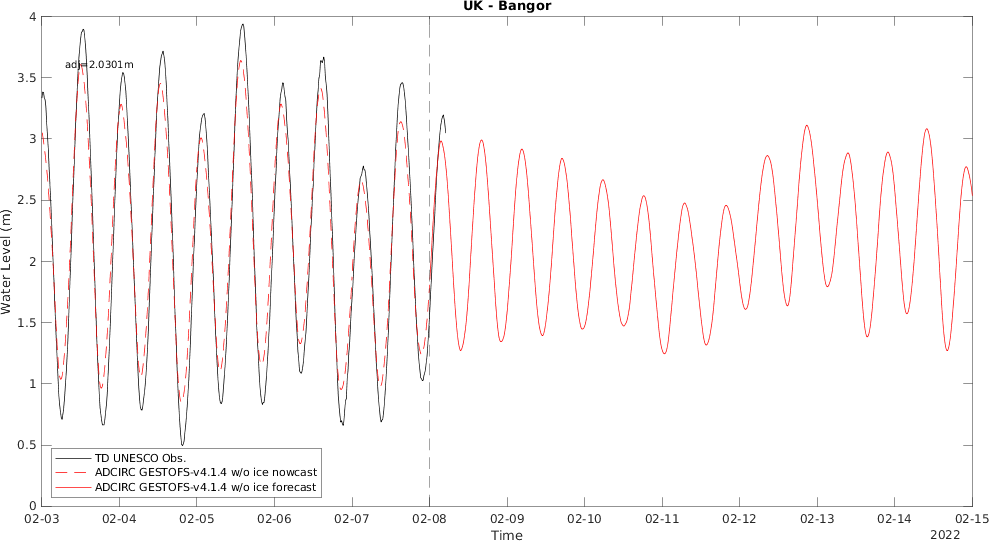 UK - Bangor
4
3.5
3
2.5
2
1.5
1
0.5
0
Water Level (m)
adj=2.0301m
TD UNESCO Obs.
ADCIRC GESTOFS-v4.1.4 w/o ice nowcast
ADCIRC GESTOFS-v4.1.4 w/o ice forecast
02-03 02-04 02-05 02-06 02-07 02-08 02-09 02-10 02-11 02-12 02-13 02-14 02-15
Time
2022